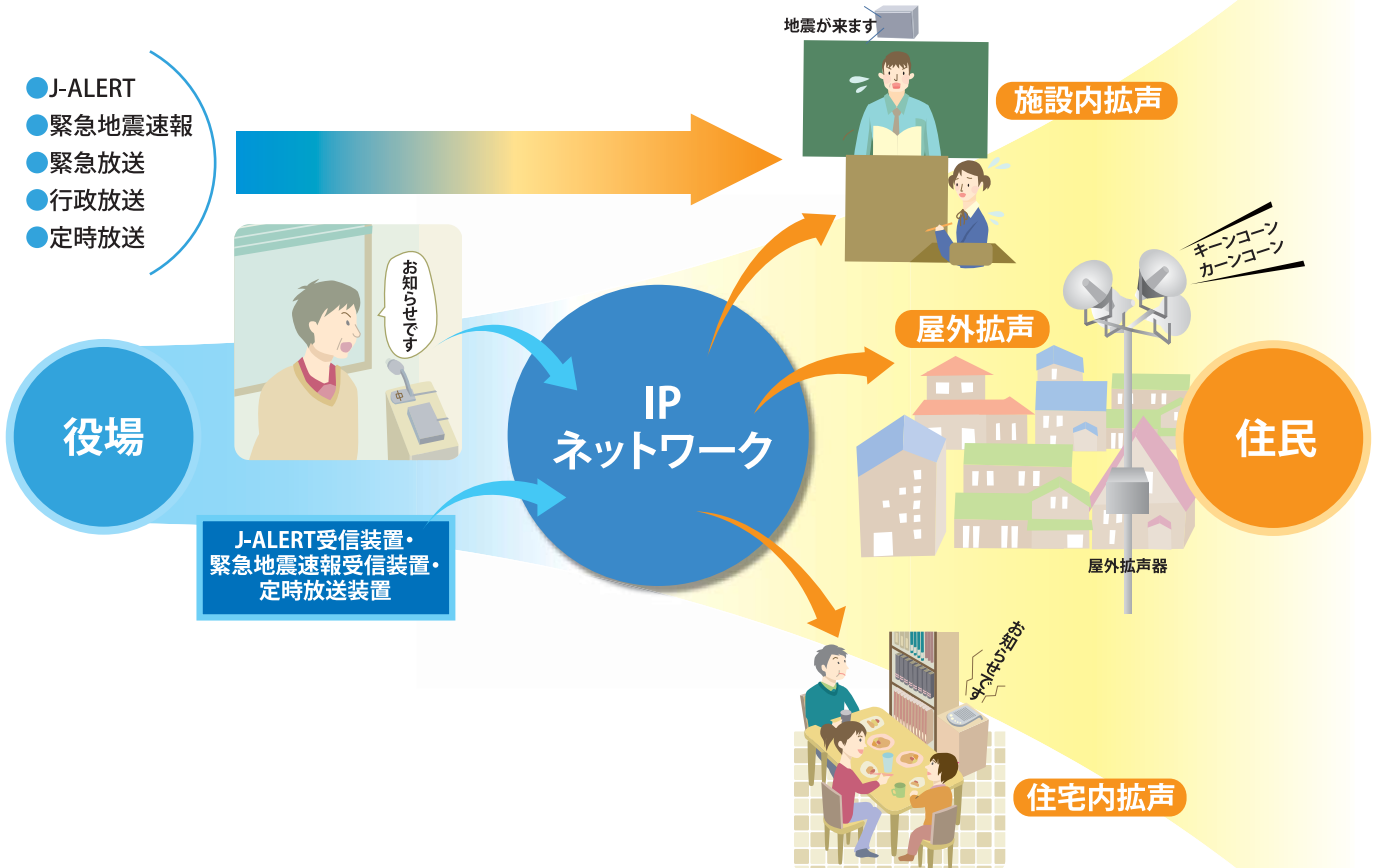 地震が来ます
●J-ALERT
●緊急地震速報
●緊急放送
●行政放送
●定時放送
施設内拡声
キーンコーン
カーンコーン
お知らせです
屋外拡声
役場
IP
ネットワーク
住民
J-ALERT受信装置・
緊急地震速報受信装置・
定時放送装置
屋外拡声器
お知らせです
住宅内拡声